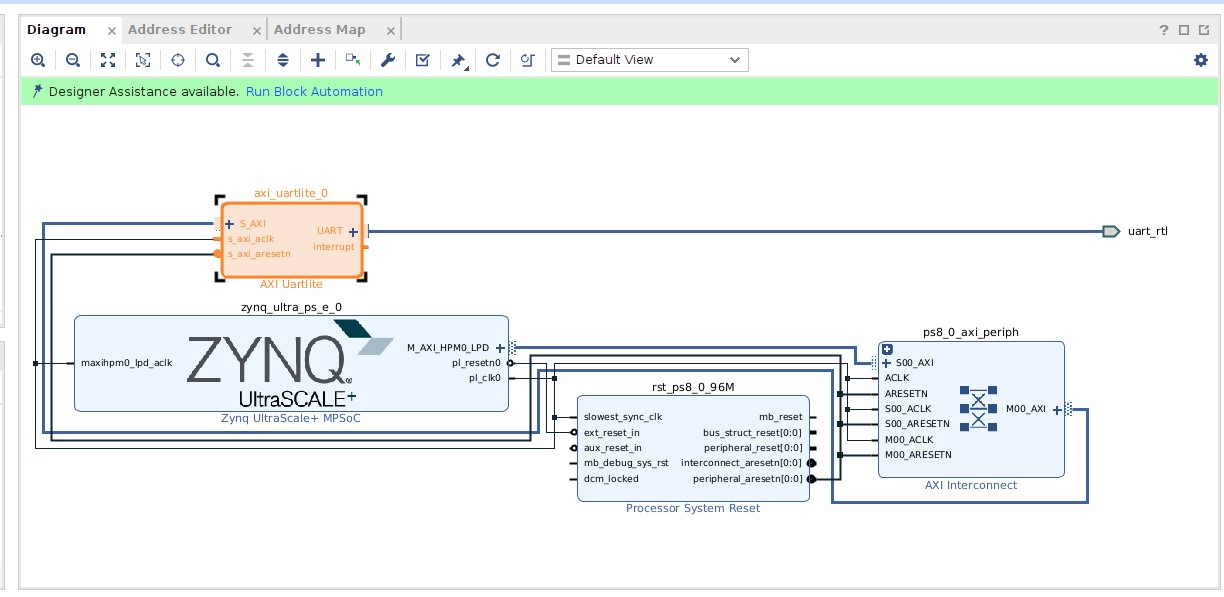 Diagram
Address Editor
Address Map
Default View
Designer Assistance available. Run Block Automation
axi_uartlite_0
S_AXI
s_axi_aclk
s_axi_aresetn
UART
interrupt
AXI Uartlite
uart_rtl
zynq_ultra_ps_e_0
maxihpm0_lpd_aclk
ZYNQ
UltraSCALE+
M_AXI_HPM0_LPD
pl_resetn0
pl_clk0
Zynq UltraScale+ MPSoC
rst_ps8_0_96M
slowest_sync_clk
ext_reset_in
aux_reset_in
mb_debug_sys_rst
dcm_locked
mb_reset
bus_struct_reset[0:0]
peripheral_reset[0:0]
interconnect_aresetn[0:0]
peripheral_aresetn[0:0]
Processor System Reset
ps8_0_axi_periph
S00_AXI
ACLK
ARESETN
S00_ACLK
S00_ARESETN
M00_ACLK
M00_ARESETN
M00_AXI
AXI Interconnect